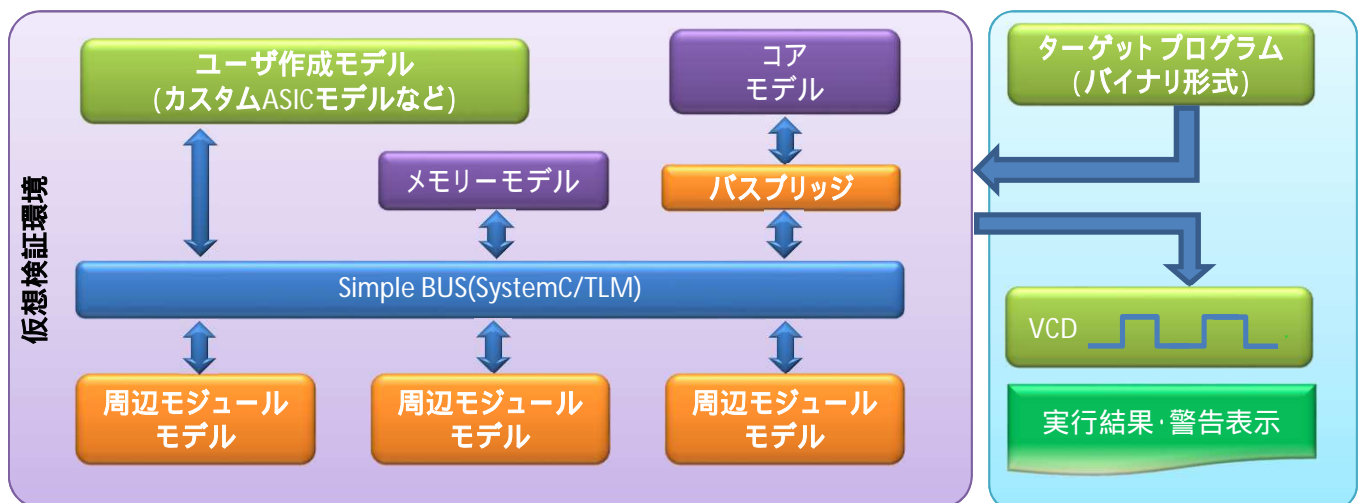 仮想検証環境
ユーザ作成モデル
(カスタムASICモデルなど)
コア
モデル
メモリーモデル
バスブリッジ
Simple BUS(SystemC/TLM)
周辺モジュール
モデル
周辺モジュール
モデル
周辺モジュール
モデル
ターゲットプログラム
(バイナリ形式)
VCD
実行結果・警告表示